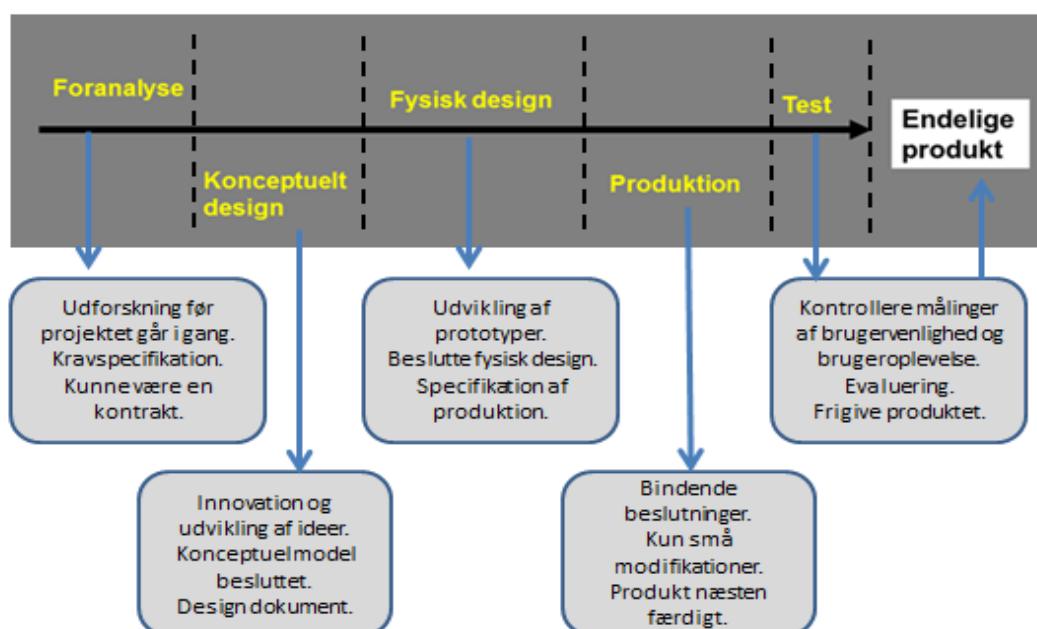 Foranalyse
Konceptuelt
design
Fysisk design
Produktion
Test
Endelige
produkt
Udforskning før
projektet går i gang.
Kravspecifikation.
Kunne være en
kontrakt.
Innovation og
udvikling af ideer.
Konceptuel model
besluttet.
Design dokument.
Udvikling af
prototyper.
Beslutte fysisk design.
Specifikation af
produktion.
Bindende
beslutninger.
Kun små
modifikationer.
Produkt næsten
færdigt.
Kontrollere målinger
af brugervenlighed og
brugeroplevelse.
Evaluering.
Frigive produktet.